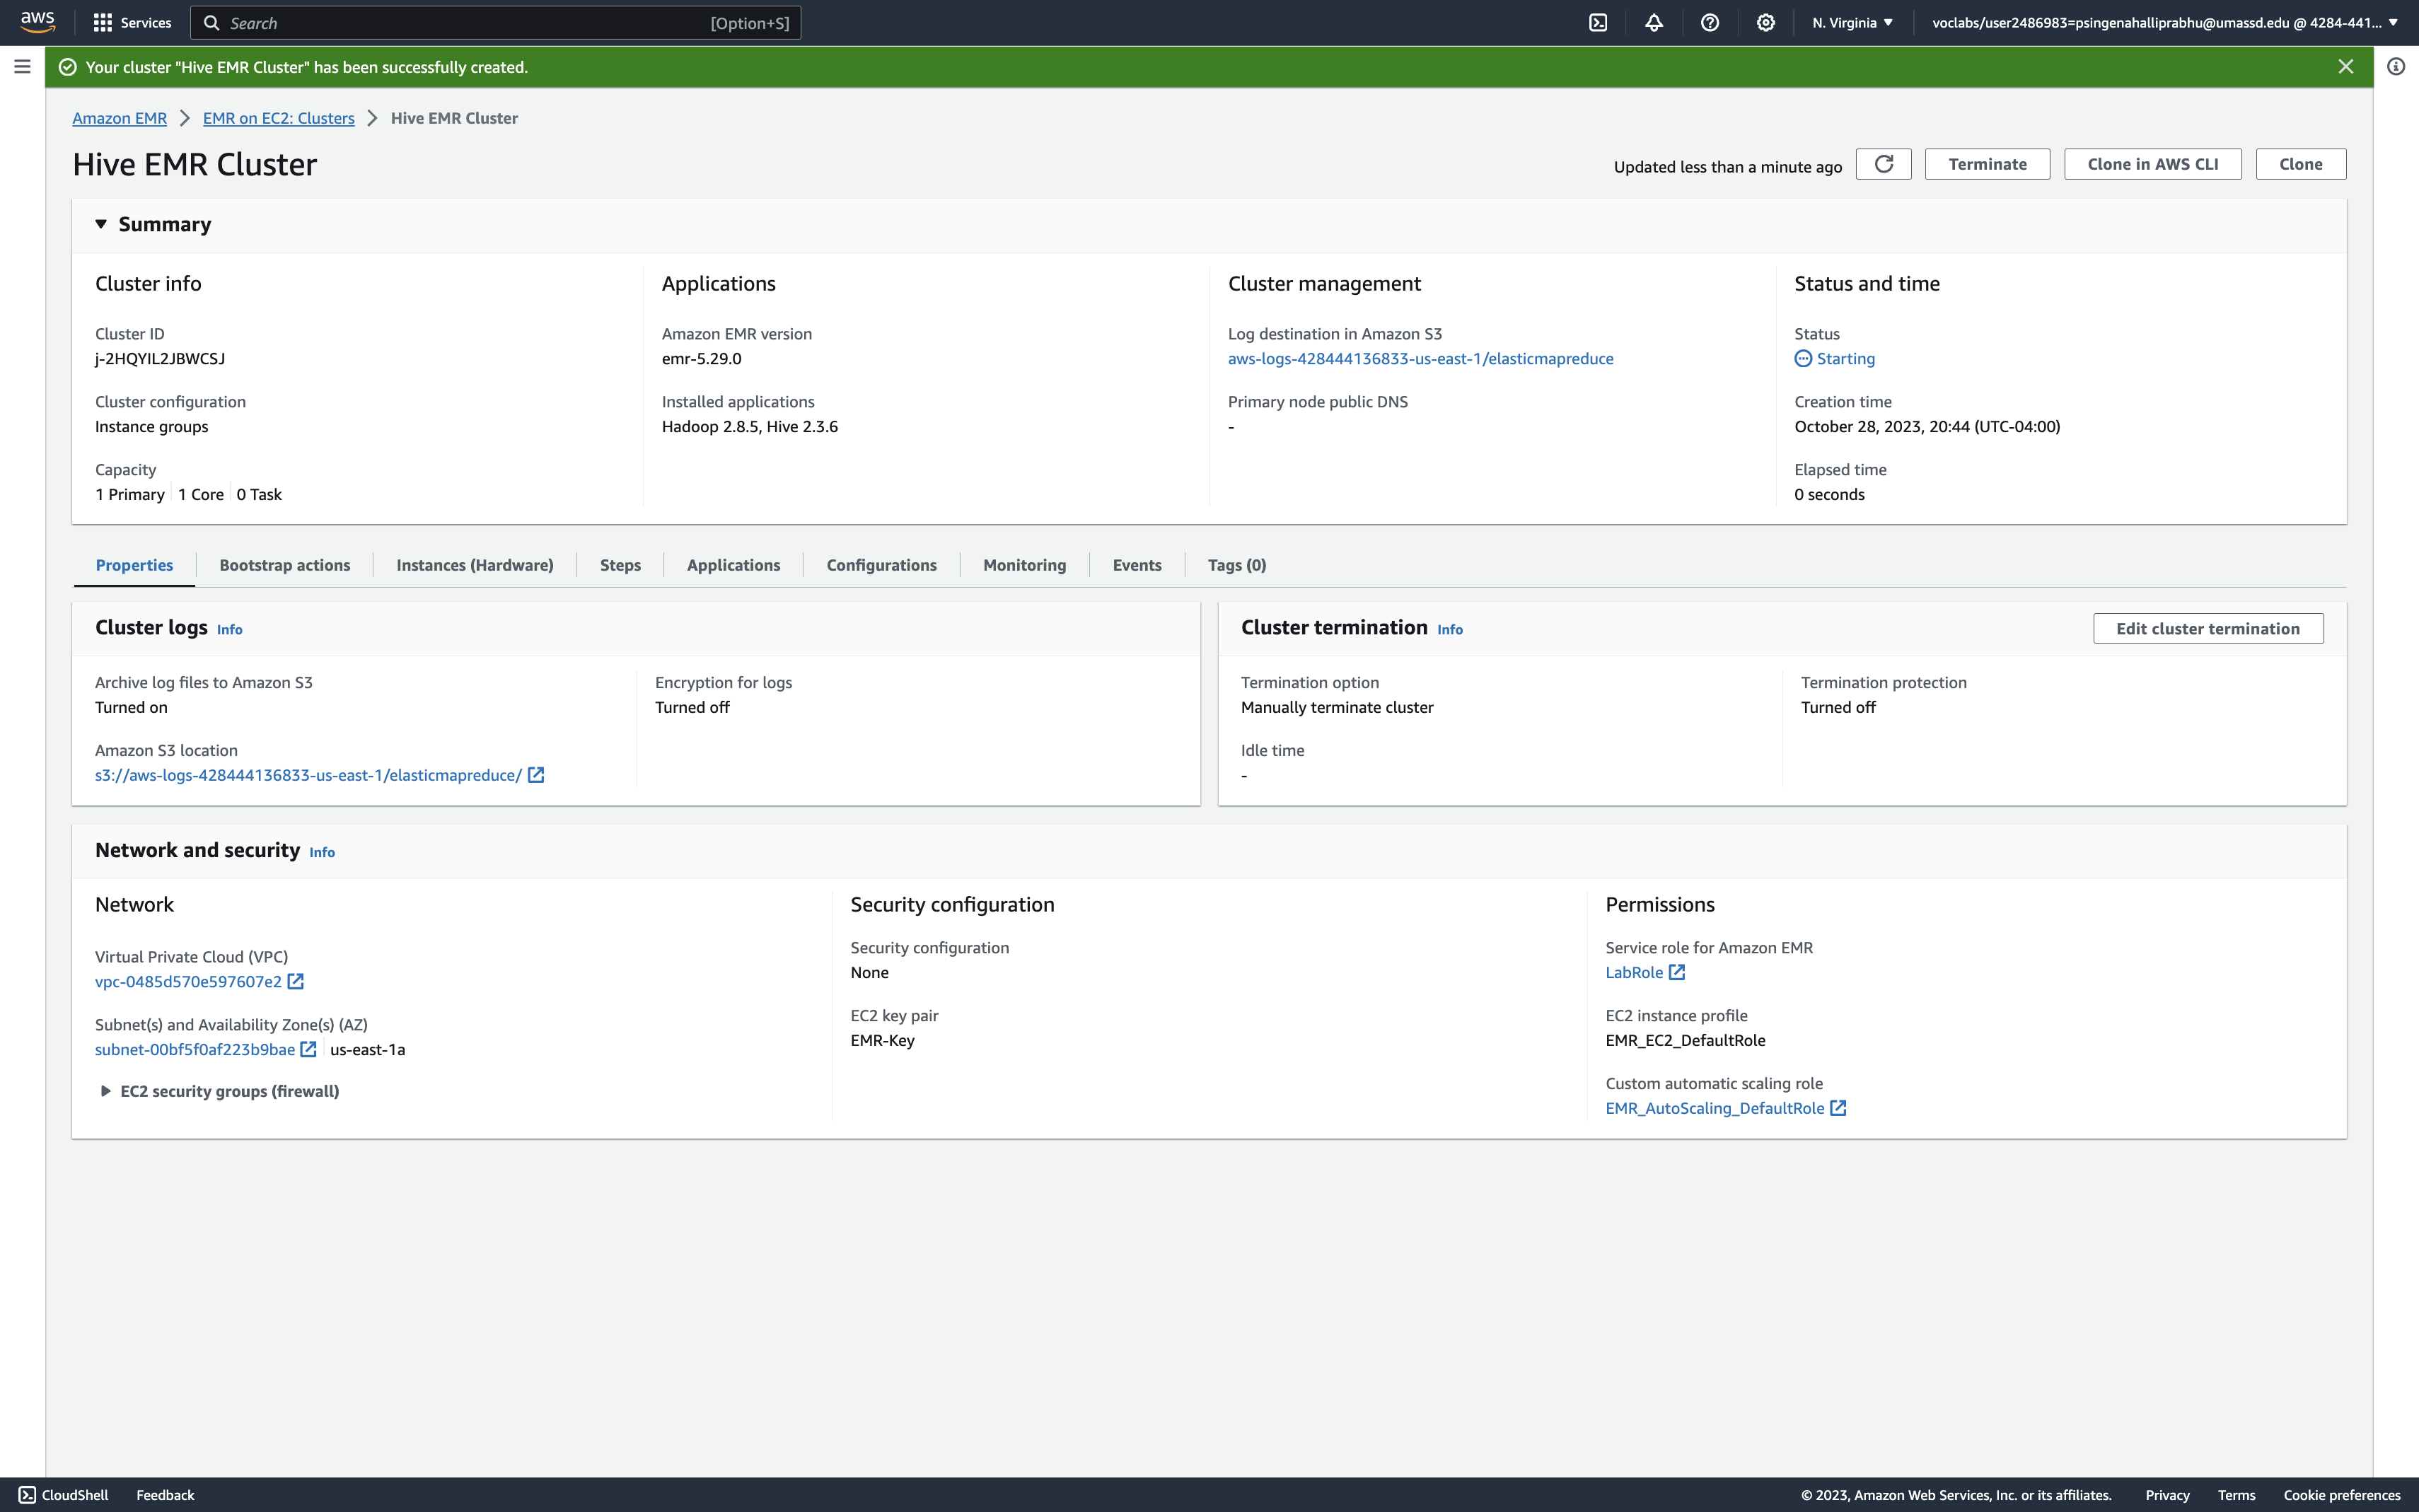 aws
Services
Search
[Option+S]
N. Virginia
voclabs/user2486983=psingenahalliprabhu@umassd.edu @ 4284-441...
Your cluster "Hive EMR Cluster" has been successfully created.
Amazon EMR
EMR on EC2: Clusters
Hive EMR Cluster
Hive EMR Cluster
Updated less than a minute ago
Terminate
Clone in AWS CLI
Clone
Summary
Cluster info
Cluster ID
j-2HQYIL2JBWCSJ
Cluster configuration
Instance groups
Capacity
1 Primary 1 Core 0 Task
Applications
Amazon EMR version
emr-5.29.0
Installed applications
Hadoop 2.8.5, Hive 2.3.6
Cluster management
Log destination in Amazon S3
aws-logs-428444136833-us-east-1/elasticmapreduce
Primary node public DNS
-
Status and time
Status
Starting
Creation time
October 28, 2023, 20:44 (UTC-04:00)
Elapsed time
0 seconds
Properties
Bootstrap actions
Instances (Hardware)
Steps
Applications
Configurations
Monitoring
Events
Tags (0)
Cluster logs Info
Archive log files to Amazon S3
Turned on
Amazon S3 location
s3://aws-logs-428444136833-us-east-1/elasticmapreduce/
Encryption for logs
Turned off
Cluster termination Info
Edit cluster termination
Termination option
Manually terminate cluster
Idle time
-
Termination protection
Turned off
Network and security Info
Network
Virtual Private Cloud (VPC)
vpc-0485d570e597607e2
Subnet(s) and Availability Zone(s) (AZ)
subnet-00bf5f0af223b9bae us-east-1a
EC2 security groups (firewall)
Security configuration
Security configuration
None
EC2 key pair
EMR-Key
Permissions
Service role for Amazon EMR
LabRole
EC2 instance profile
EMR_EC2_DefaultRole
Custom automatic scaling role
EMR_AutoScaling_DefaultRole
CloudShell
Feedback
© 2023, Amazon Web Services, Inc. or its affiliates.
Privacy
Terms
Cookie preferences